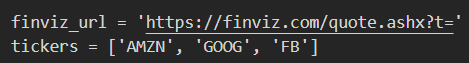 finviz_url = 'https://finviz.com/quote.ashx?t='
tickers = ['AMZN', 'GOOG', 'FB']